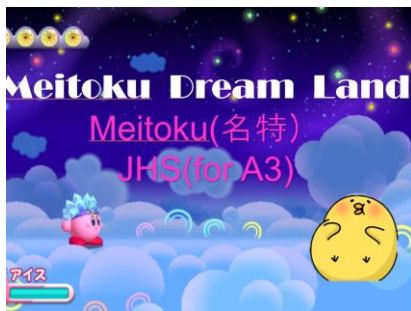 Meitoku Dream Land
Meitoku(名特）
JHS(for A3)
アイス